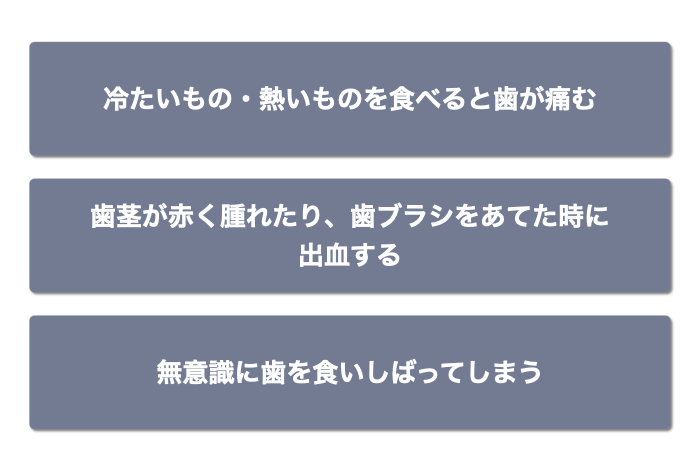 冷たいもの・熱いものを食べると歯が痛む
歯茎が赤く腫れたり、歯ブラシをあてた時に
出血する
無意識に歯を食いしばってしまう